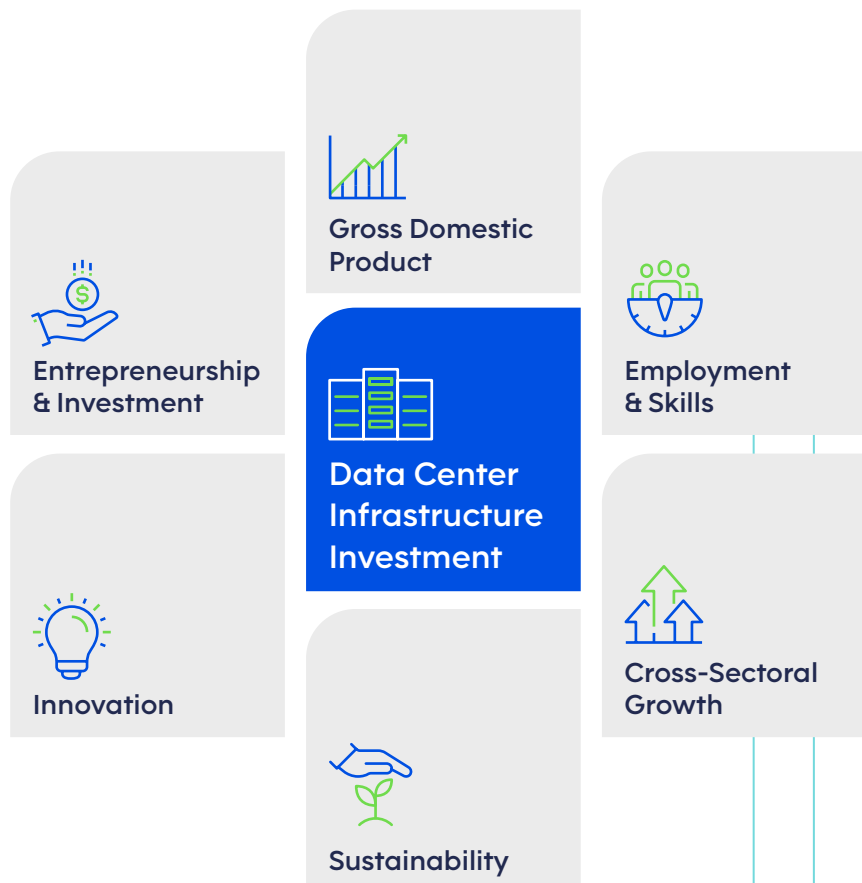 Gross Domestic
Product
Entrepreneurship
& Investment
Employment
& Skills
Data Center
Infrastructure
Investment
Innovation
Cross-Sectoral
Growth
Sustainability
$